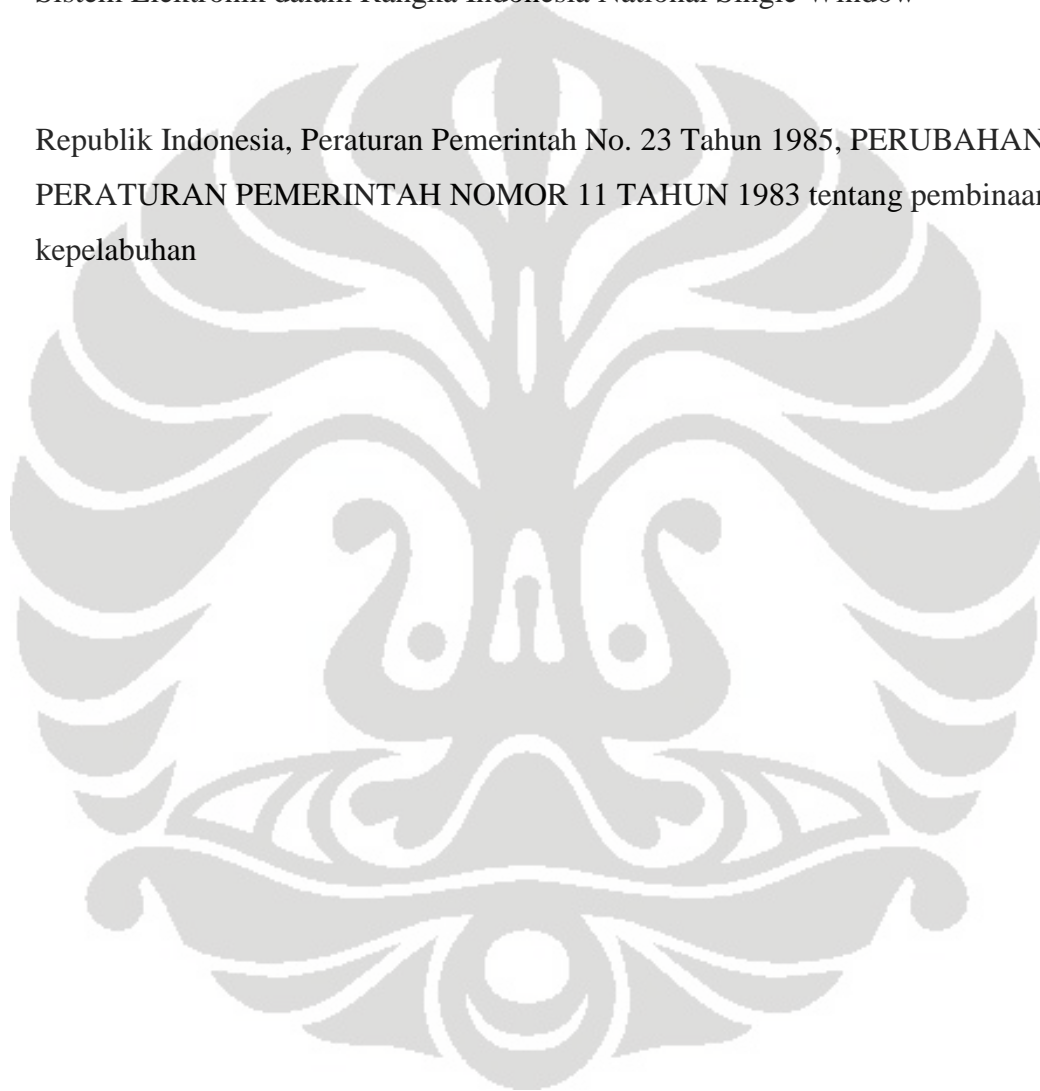 Sistem Elektronik dalam Rangka Indonesia National Single Window
Republik Indonesia, Peraturan Pemerintah No. 23 Tahun 1985, PERUBAHAN
PERATURAN PEMERINTAH NOMOR 11 TAHUN 1983 tentang pembinaan
kepelabuhan